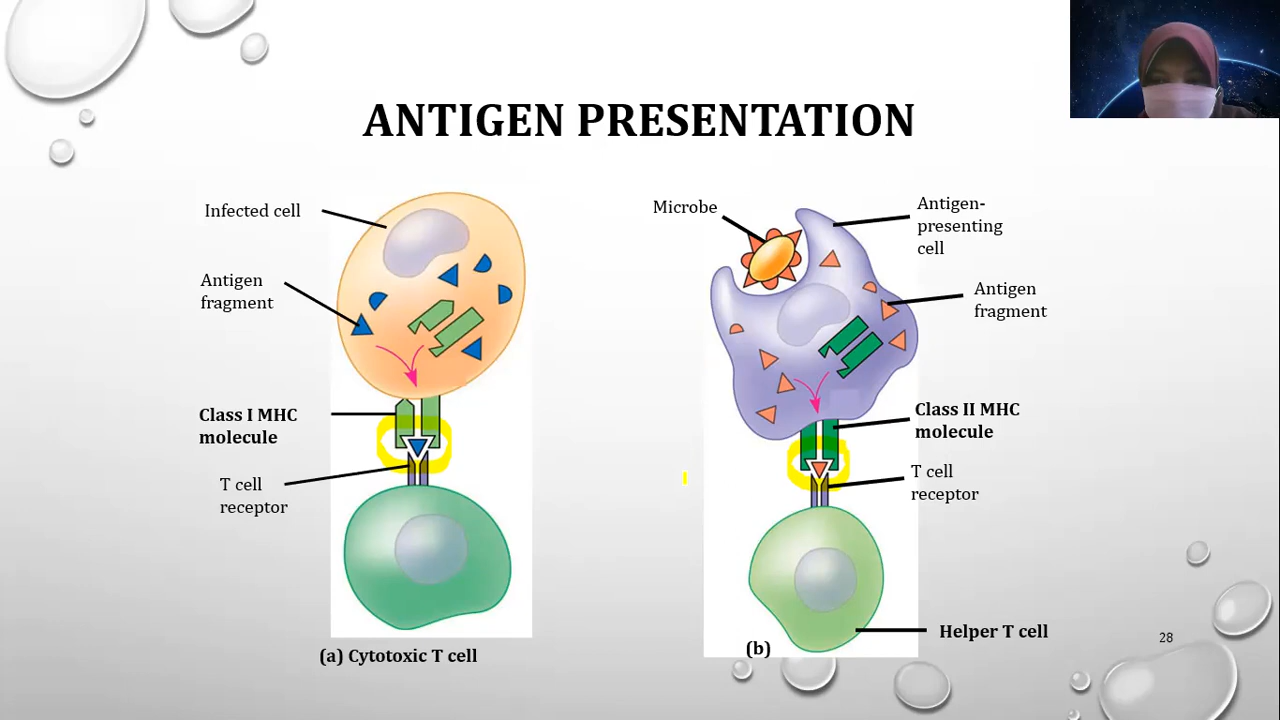 ANTIGEN PRESENTATION
Infected cell
Antigen
fragment
Class I MHC
molecule
T cell
receptor
(a) Cytotoxic T cell
Microbe
Antigen-
presenting
cell
Antigen
fragment
Class II MHC
molecule
T cell
receptor
Helper T cell
(b)
28